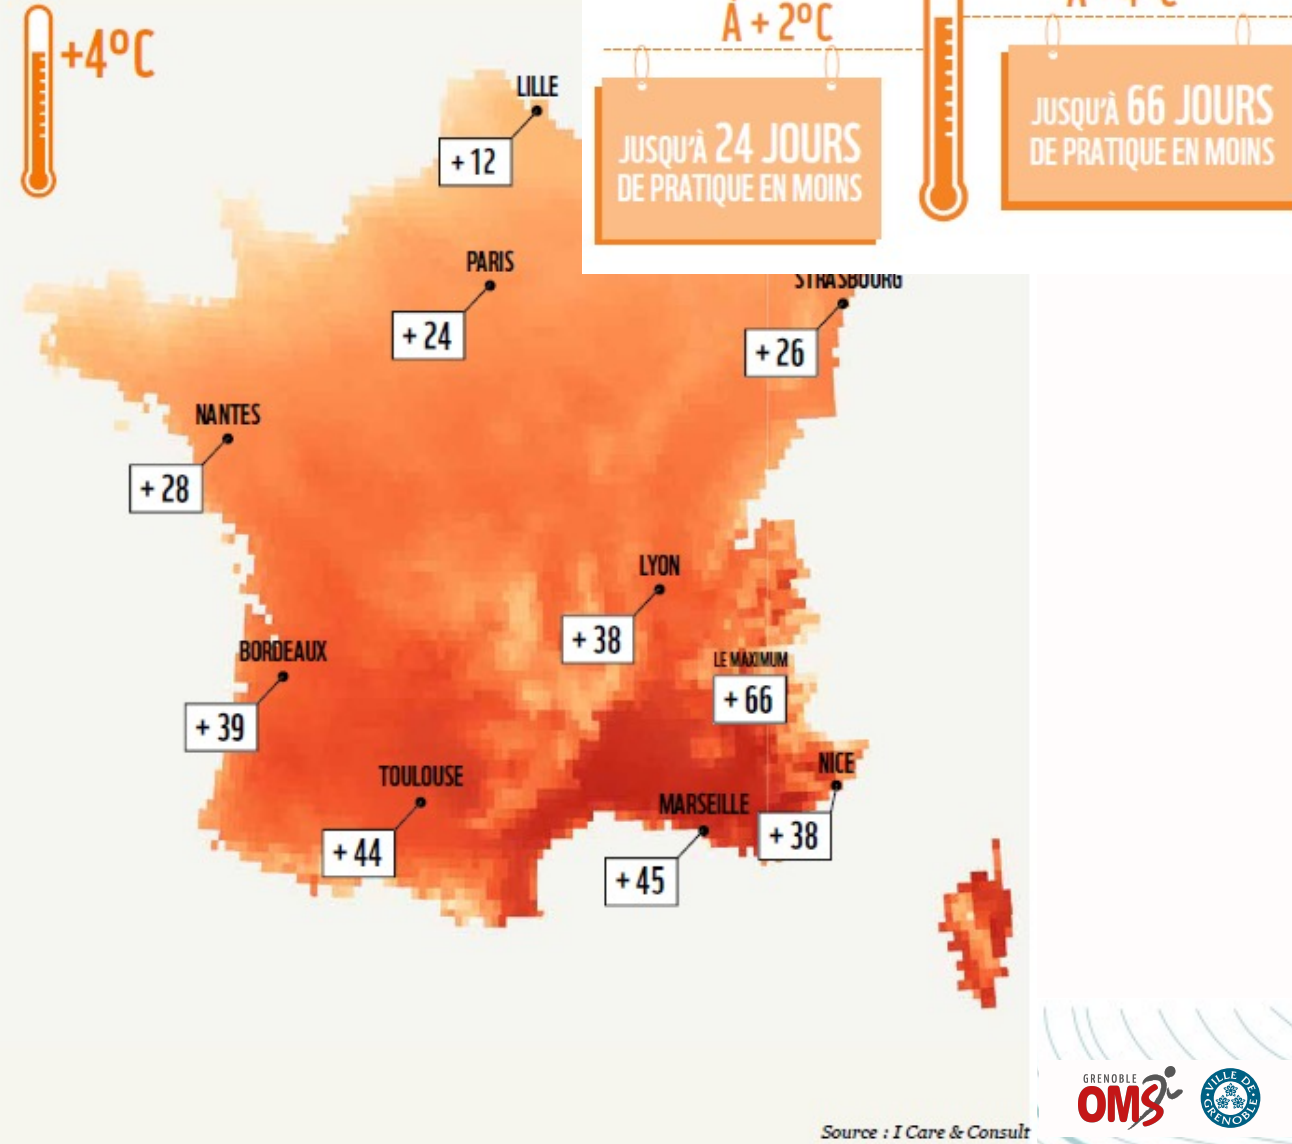 +4°C
À + 2°C
JUSQU'À 24 JOURS
DE PRATIQUE EN MOINS
JUSQU'À 66 JOURS
DE PRATIQUE EN MOINS
LILLE
+ 12
PARIS
+ 24
STRASBOURG
+ 26
NANTES
+ 28
LYON
+ 38
BORDEAUX
+ 39
LE MAXIMUM
+ 66
TOULOUSE
+ 44
MARSEILLE
+ 45
NICE
+ 38
GRENOBLE
OMS
VILLE DE
GRENOBLE
Source : I Care & Consult